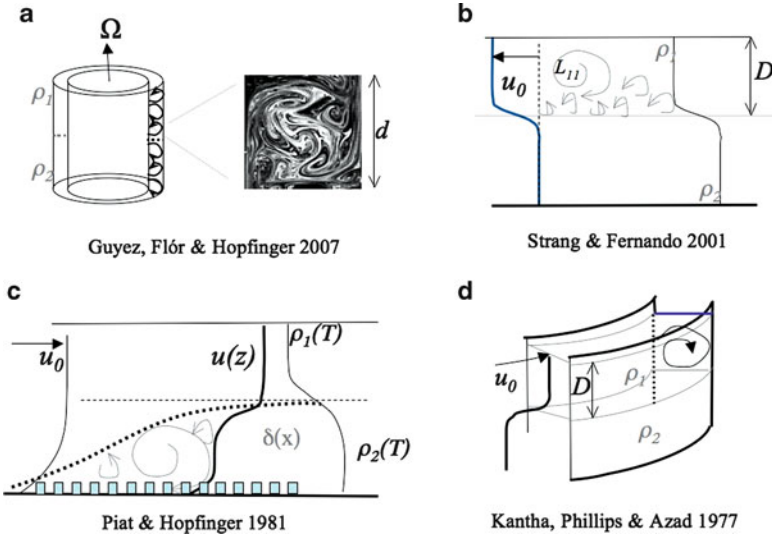 a
Ω
ρ1
ρ2
d
Guyez, Flór & Hopfinger 2007
b
u0
L11
ρ1
D
ρ2
Strang & Fernando 2001
c
u0
u(z)
ρ1(T)
δ(x)
ρ2(T)
Piat & Hopfinger 1981
d
u0
D
ρ1
ρ2
Kantha, Phillips & Azad 1977